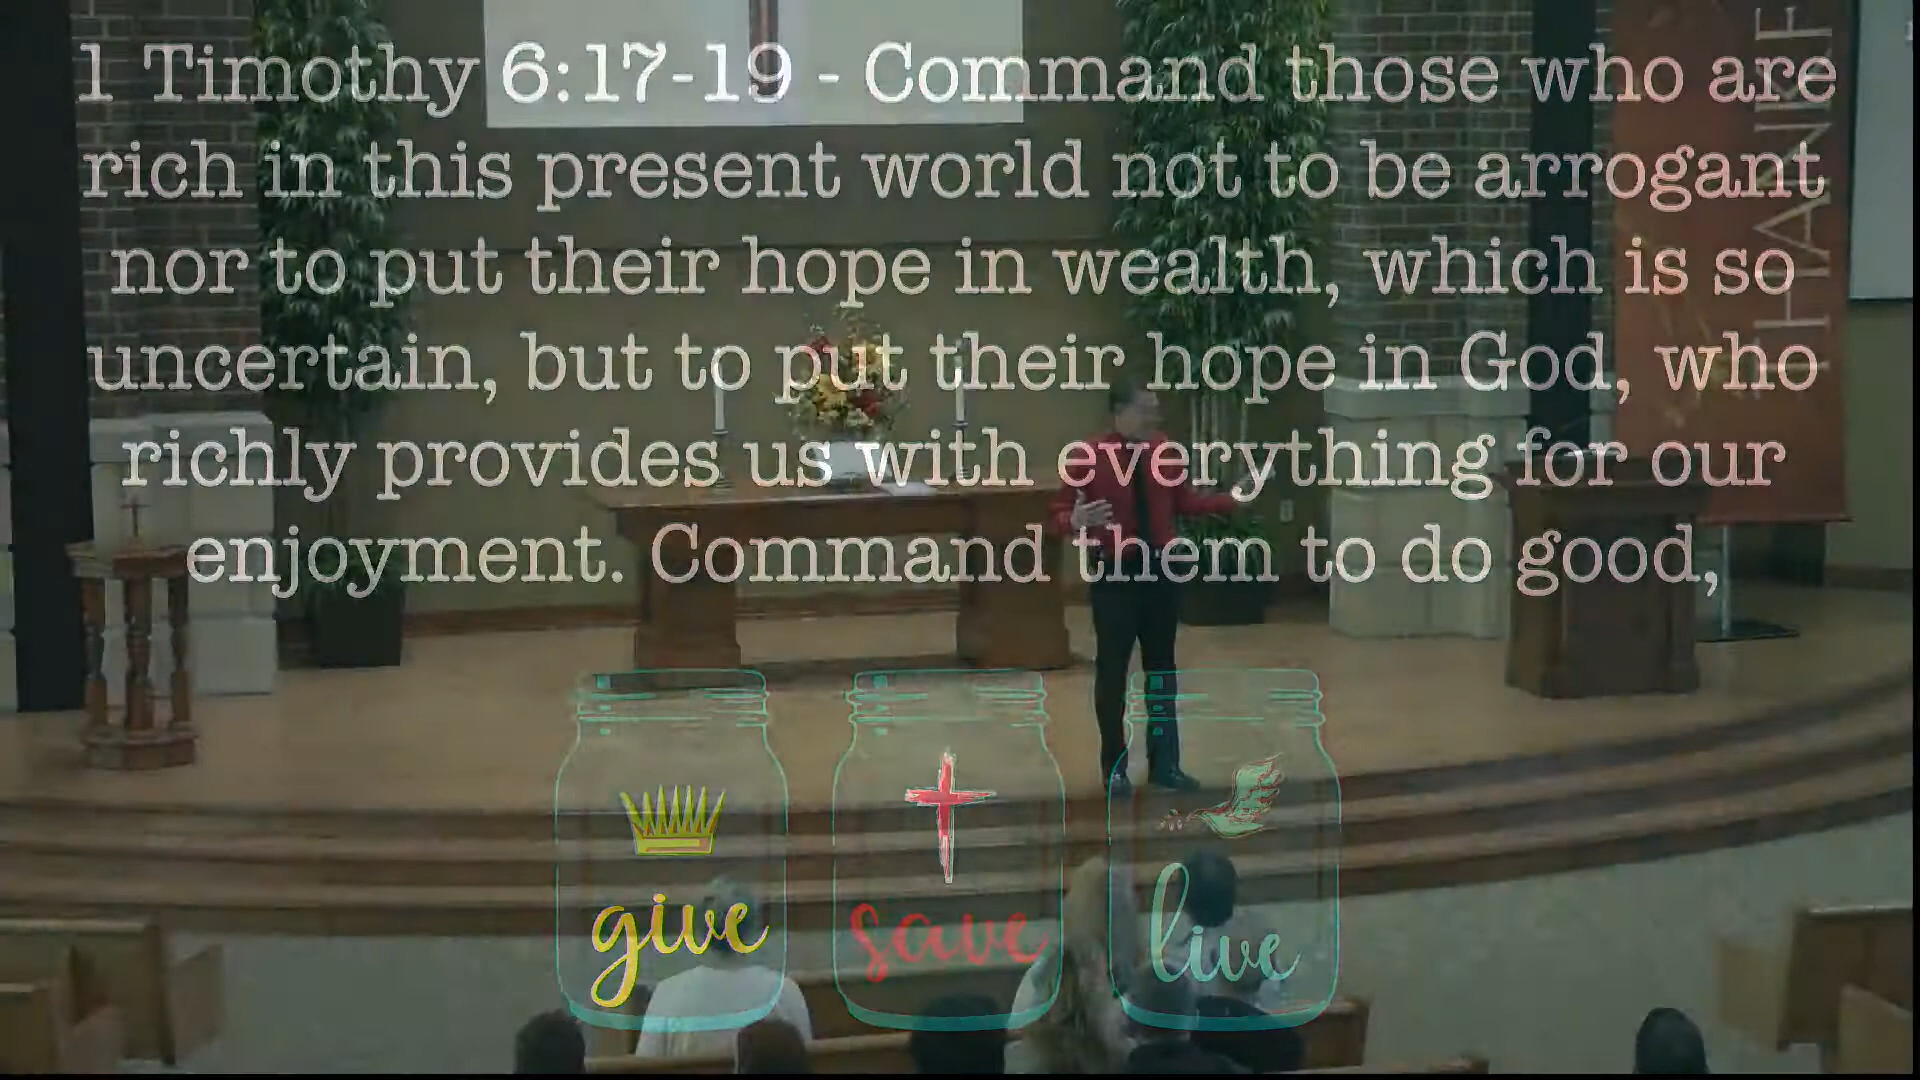 1 Timothy 6:17-19 - Command those who are
rich in this present world not to be arrogant
nor to put their hope in wealth, which is so
uncertain, but to put their hope in God, who
richly provides us with everything for our
enjoyment. Command them to do good,
give
save
live